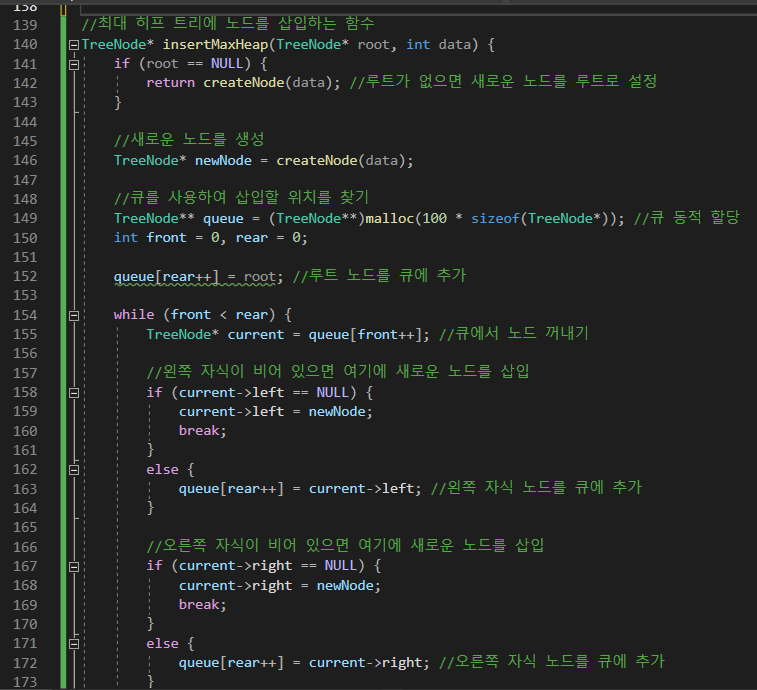 138
139 //최대 히프 트리에 노드를 삽입하는 함수
140 TreeNode* insertMaxHeap(TreeNode* root, int data) {
141     if (root == NULL) {
142         return createNode(data); //루트가 없으면 새로운 노드를 루트로 설정
143     }
144
145     //새로운 노드를 생성
146     TreeNode* newNode = createNode(data);
147
148     //큐를 사용하여 삽입할 위치를 찾기
149     TreeNode** queue = (TreeNode**)malloc(100 * sizeof(TreeNode*)); //큐 동적 할당
150     int front = 0, rear = 0;
151
152     queue[rear++] = root; //루트 노드를 큐에 추가
153
154     while (front < rear) {
155         TreeNode* current = queue[front++]; //큐에서 노드 꺼내기
156
157         //왼쪽 자식이 비어 있으면 여기에 새로운 노드를 삽입
158         if (current->left == NULL) {
159             current->left = newNode;
160             break;
161         }
162         else {
163             queue[rear++] = current->left; //왼쪽 자식 노드를 큐에 추가
164         }
165
166         //오른쪽 자식이 비어 있으면 여기에 새로운 노드를 삽입
167         if (current->right == NULL) {
168             current->right = newNode;
169             break;
170         }
171         else {
172             queue[rear++] = current->right; //오른쪽 자식 노드를 큐에 추가
173         }